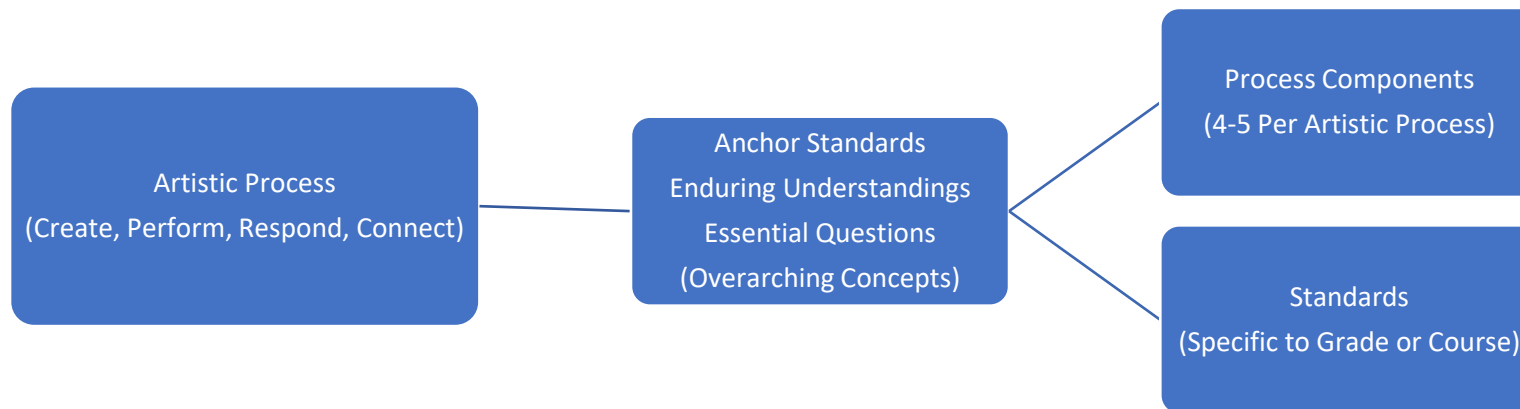 Artistic Process
(Create, Perform, Respond, Connect)
Anchor Standards
Enduring Understandings
Essential Questions
(Overarching Concepts)
Process Components
(4-5 Per Artistic Process)
Standards
(Specific to Grade or Course)